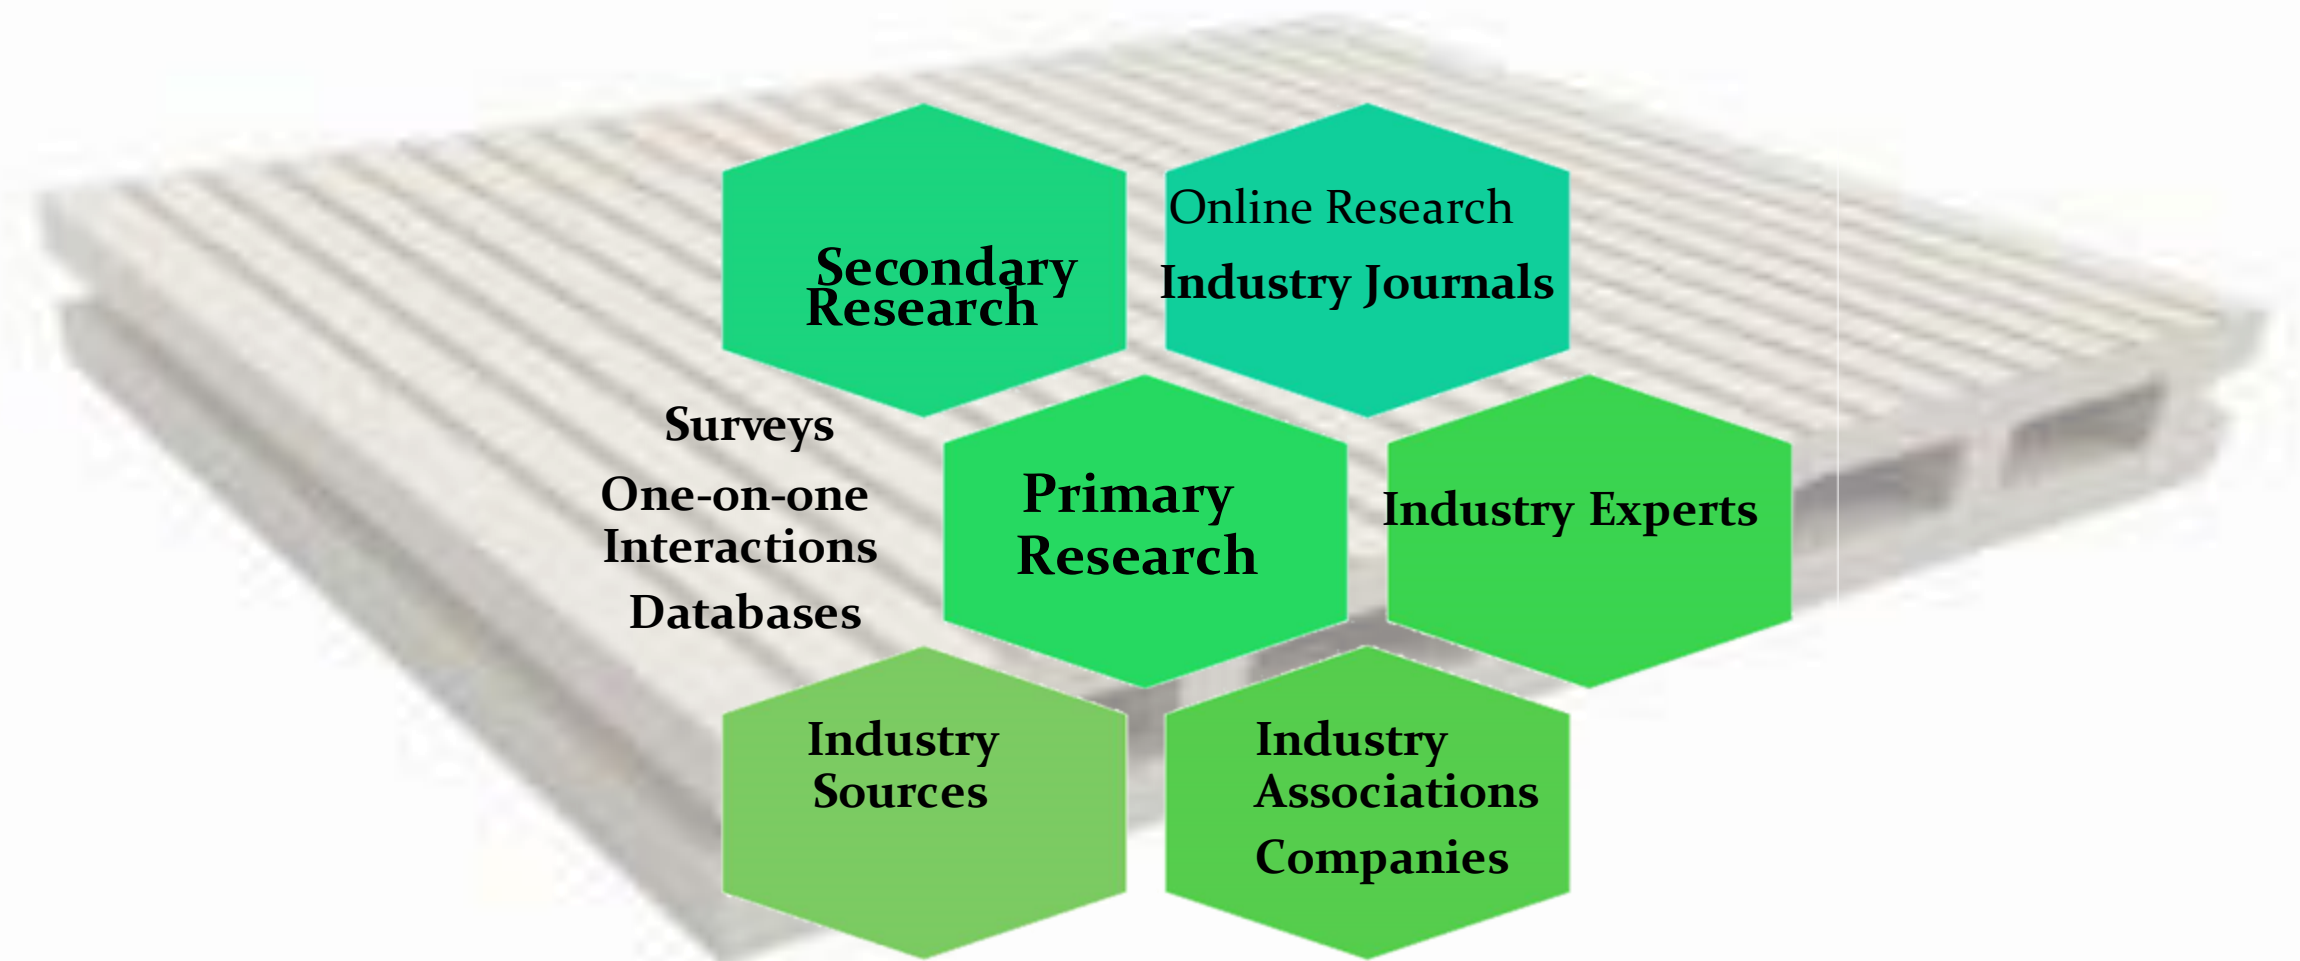 Secondary
Research
Online Research
Industry Journals
Surveys
One-on-one
Interactions
Databases
Primary
Research
Industry Experts
Industry
Sources
Industry
Associations
Companies